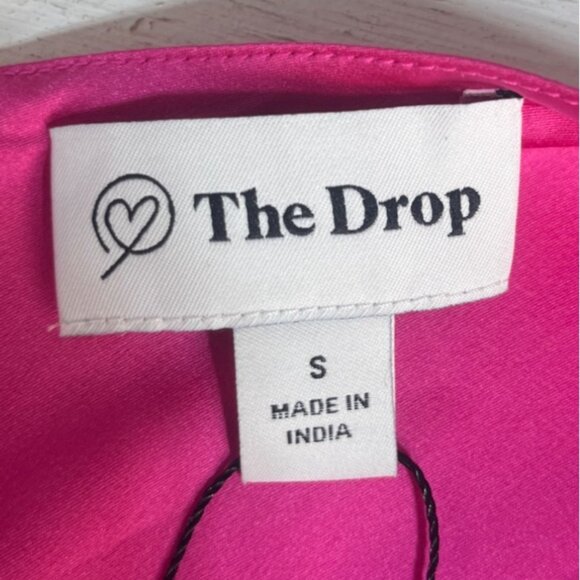 The Drop
S
MADE IN
INDIA